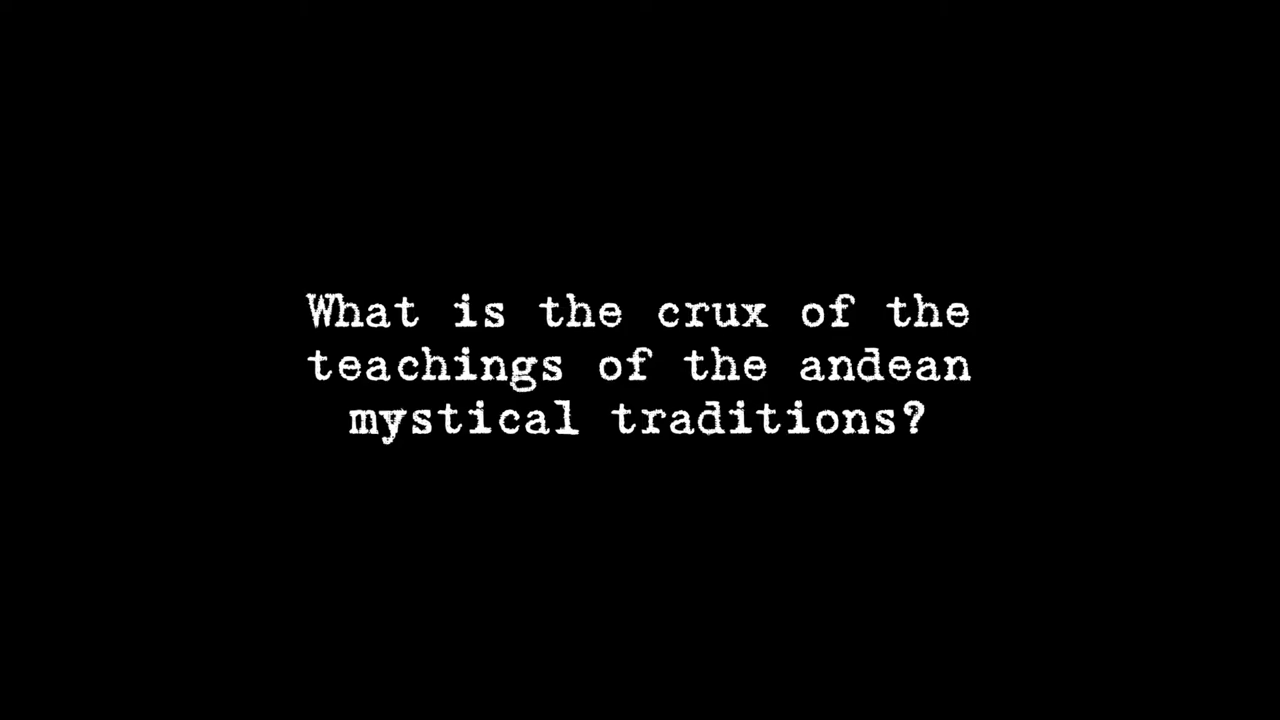 What is the crux of the
teachings of the andean
mystical traditions?